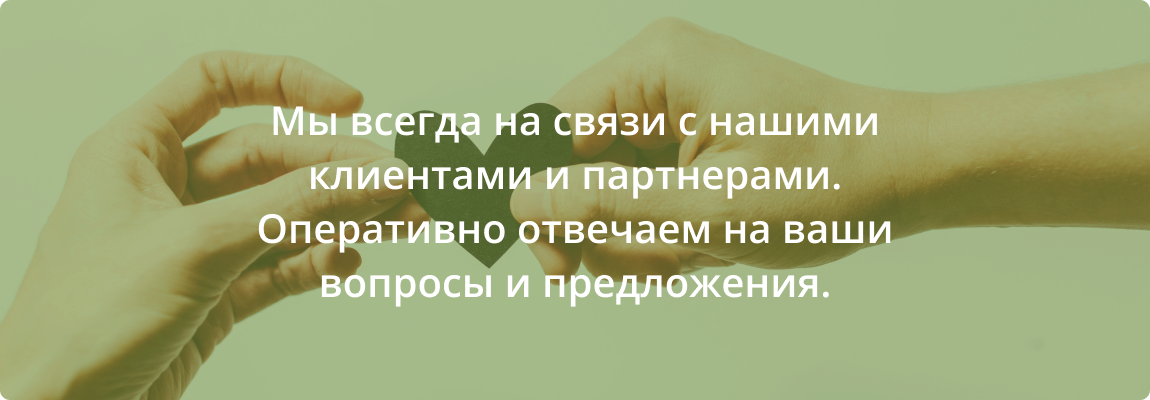 Мы всегда на связи с нашими
клиентами и партнерами.
Оперативно отвечаем на ваши
вопросы и предложения.